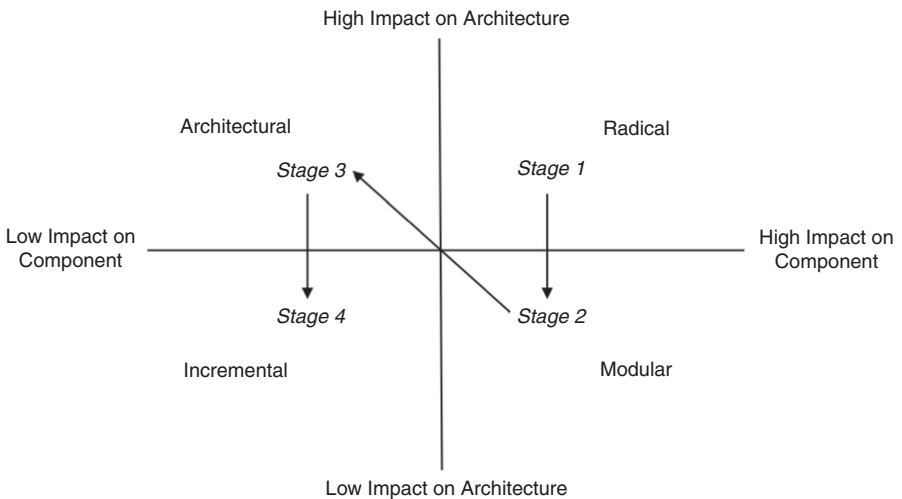 High Impact on Architecture
Architectural
Radical
Stage 3
Stage 1
Low Impact on
Component
High Impact on
Component
Stage 4
Stage 2
Incremental
Modular
Low Impact on Architecture